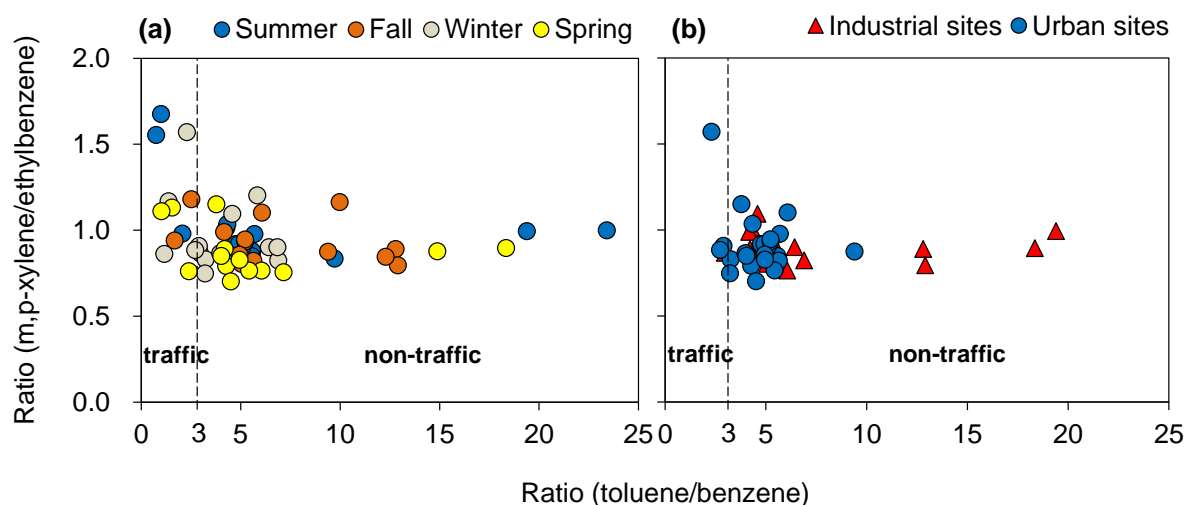 (a) Summer Fall Winter Spring
(b) Industrial sites Urban sites
Ratio (m,p-xylene/ethylbenzene)
2.0
1.5
1.0
0.5
0.0
traffic non-traffic
traffic non-traffic
0 3 5 10 15 20 25
0 3 5 10 15 20 25
Ratio (toluene/benzene)